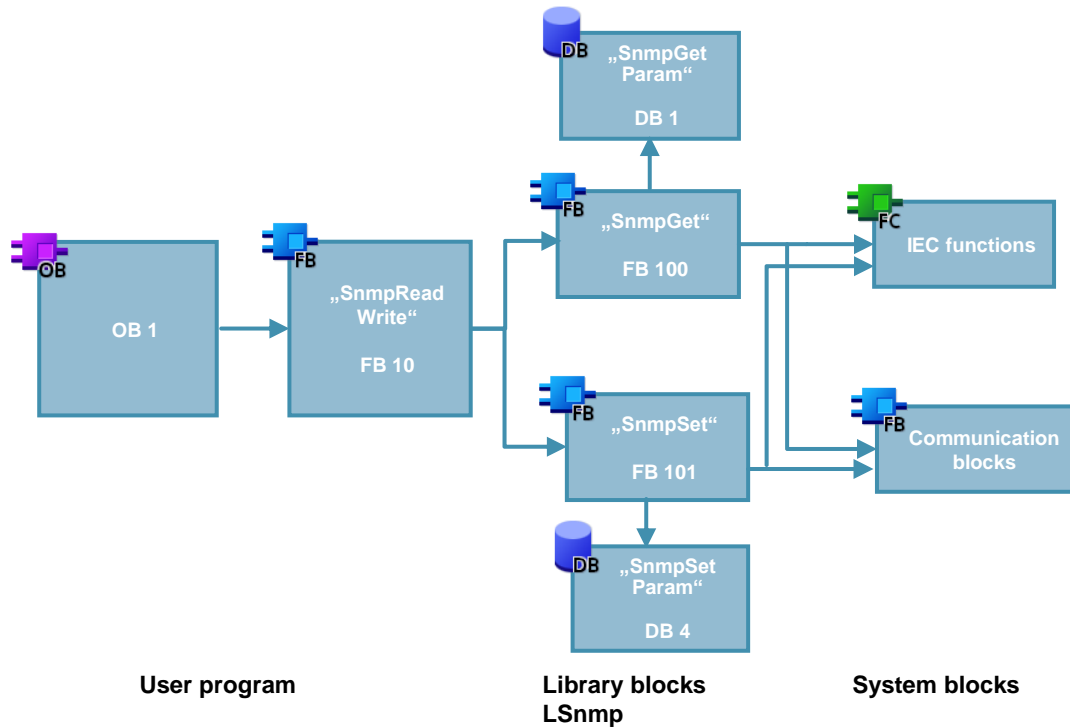 OB
OB 1
FB
„SnmpRead
Write“
FB 10
DB
„SnmpGet
Param“
DB 1
FB
„SnmpGet“
FB 100
FB
„SnmpSet“
FB 101
DB
„SnmpSet
Param“
DB 4
FC
IEC functions
FB
Communication
blocks
User program
Library blocks
LSnmp
System blocks